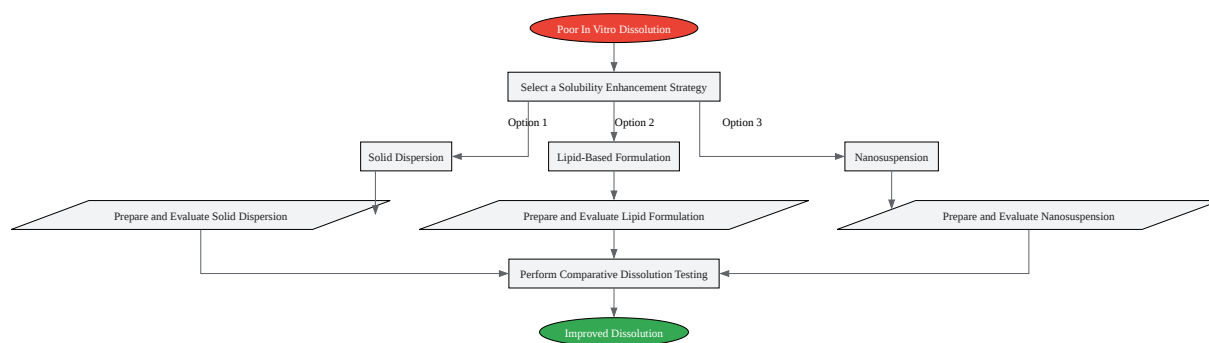 Poor In Vitro Dissolution
Select a Solubility Enhancement Strategy
Option 1
Option 2
Option 3
Solid Dispersion
Lipid-Based Formulation
Nanosuspension
Prepare and Evaluate Solid Dispersion
Prepare and Evaluate Lipid Formulation
Prepare and Evaluate Nanosuspension
Perform Comparative Dissolution Testing
Improved Dissolution